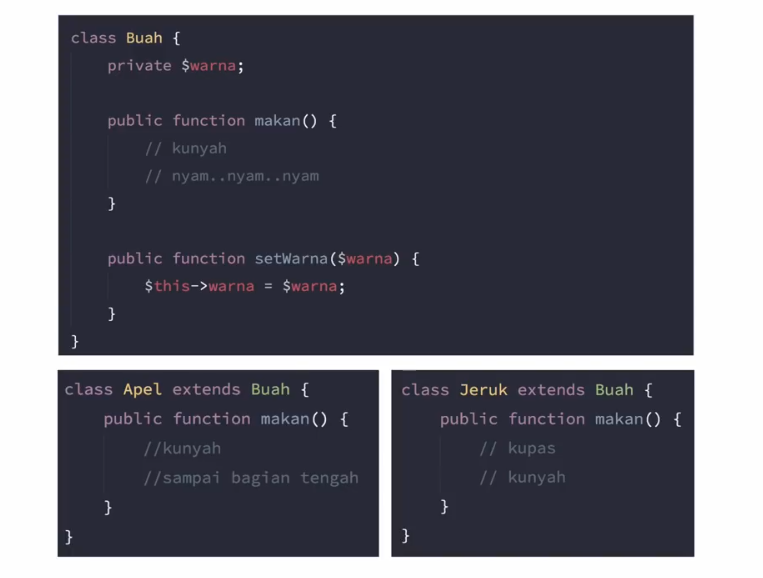 class Buah {
private $warna;
public function makan() {
// kunyah
// nyam..nyam..nyam
}
public function setWarna($warna) {
$this->warna = $warna;
}
}
class Apel extends Buah {
public function makan() {
//kunyah
//sampai bagian tengah
}
}
class Jeruk extends Buah {
public function makan() {
// kupas
// kunyah
}
}